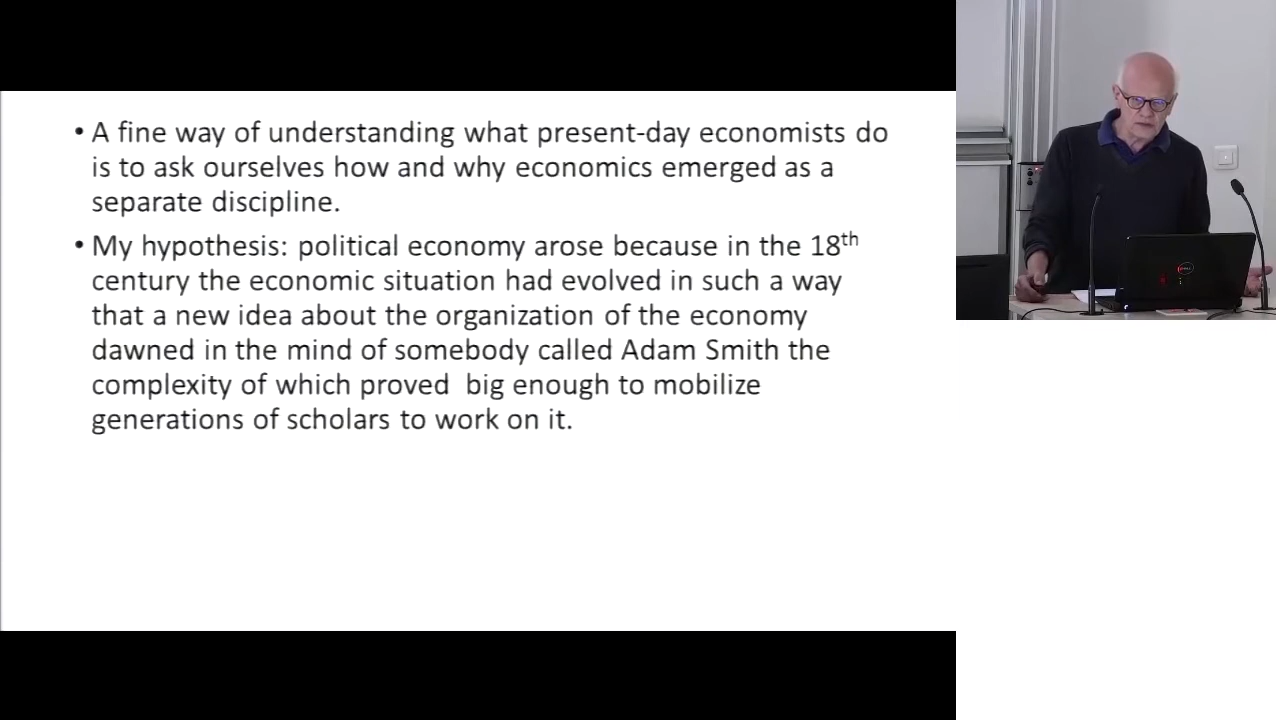 • A fine way of understanding what present-day economists do
is to ask ourselves how and why economics emerged as a
separate discipline.
• My hypothesis: political economy arose because in the 18th
century the economic situation had evolved in such a way
that a new idea about the organization of the economy
dawned in the mind of somebody called Adam Smith the
complexity of which proved  big enough to mobilize
generations of scholars to work on it.
DELL